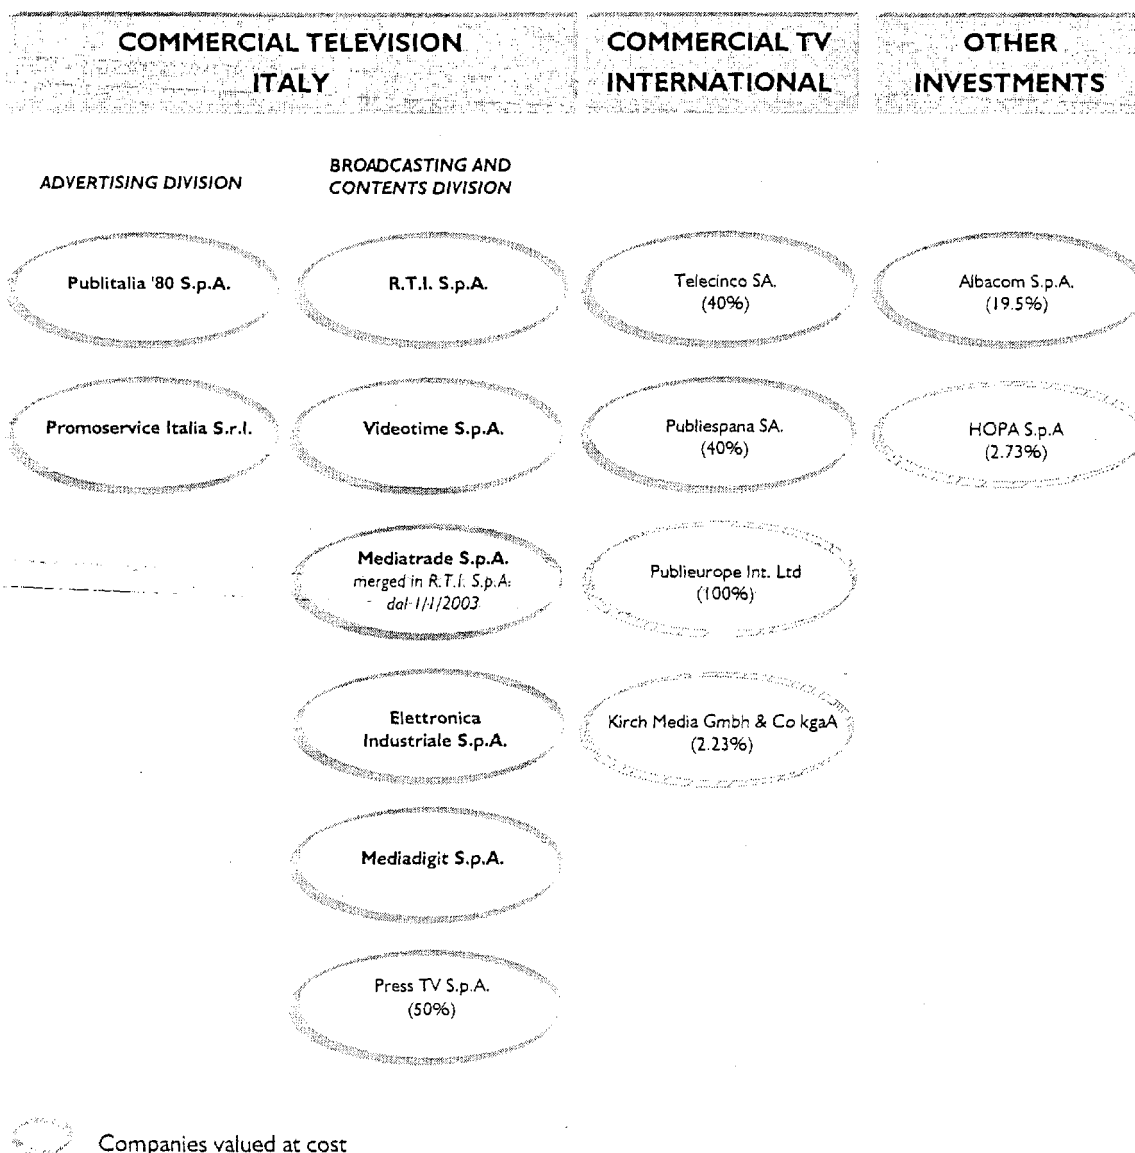 COMMERCIAL TELEVISION
ITALY
COMMERCIAL TV
INTERNATIONAL
OTHER
INVESTMENTS
ADVERTISING DIVISION
BROADCASTING AND
CONTENTS DIVISION
Publitalia '80 S.p.A.
R.T.I. S.p.A.
Telecinco SA.
(40%)
Albacom S.p.A.
(19.5%)
Promoservice Italia S.r.l.
Videotime S.p.A.
Publiespana SA.
(40%)
HOPA S.p.A
(2.73%)
Mediatrade S.p.A.
merged in R.T.I. S.p.A.
dal 1/1/2003
Publieurope Int. Ltd
(100%)
Elettronica
Industriale S.p.A.
Kirch Media Gmbh & Co kgaA
(2.23%)
Mediadigit S.p.A.
Press TV S.p.A.
(50%)
Companies valued at cost